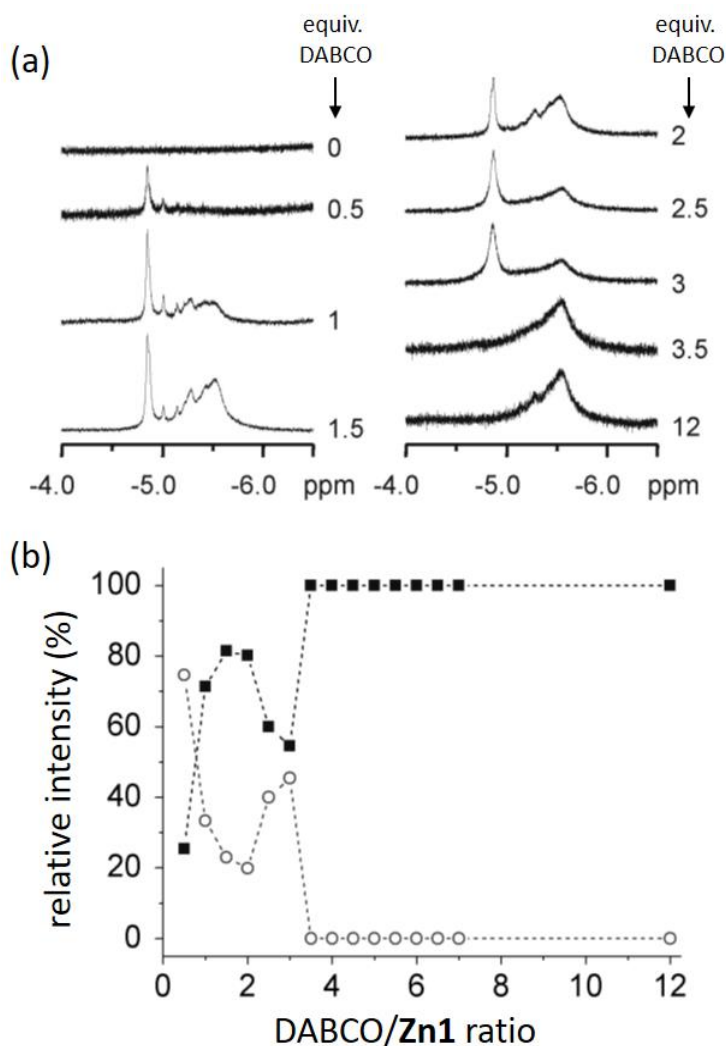 (a)
equiv.
DABCO
0
0.5
1
1.5
-4.0 -5.0 -6.0 ppm
equiv.
DABCO
2
2.5
3
3.5
12
-4.0 -5.0 -6.0 ppm
(b)
relative intensity (%)
100
80
60
40
20
0
0 2 4 6 8 10 12
DABCO/Zn1 ratio